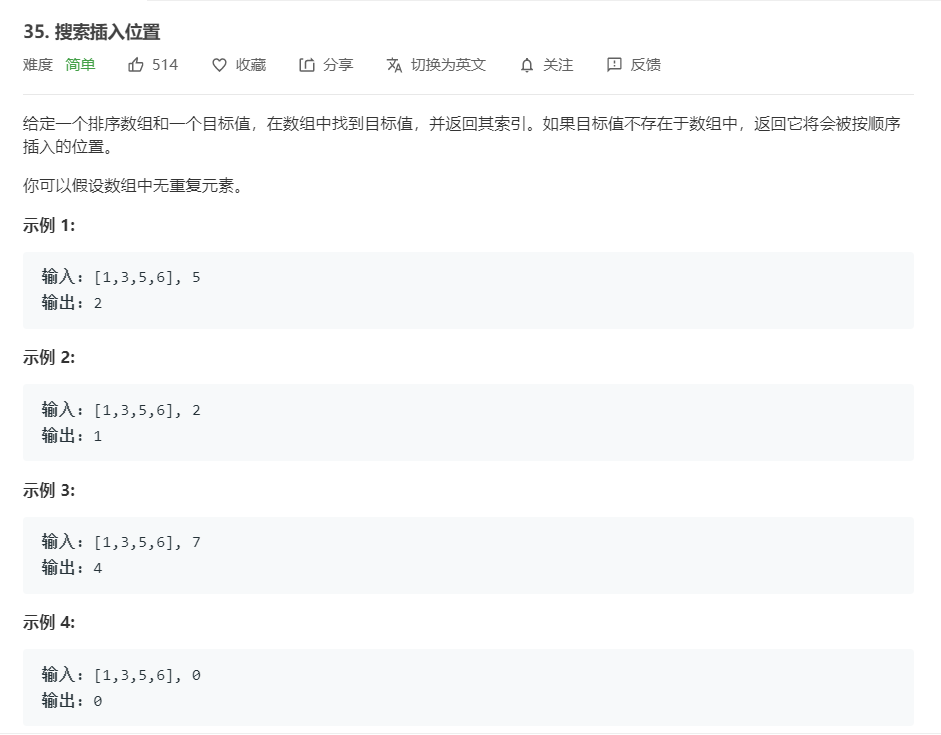 35. 搜索插入位置
难度 简单 514 收藏 分享 切换为英文 关注 反馈
给定一个排序数组和一个目标值，在数组中找到目标值，并返回其索引。如果目标值不存在于数组中，返回它将会被按顺序
插入的位置。
你可以假设数组中无重复元素。
示例 1:
输入: [1,3,5,6], 5
输出: 2
示例 2:
输入: [1,3,5,6], 2
输出: 1
示例 3:
输入: [1,3,5,6], 7
输出: 4
示例 4:
输入: [1,3,5,6], 0
输出: 0